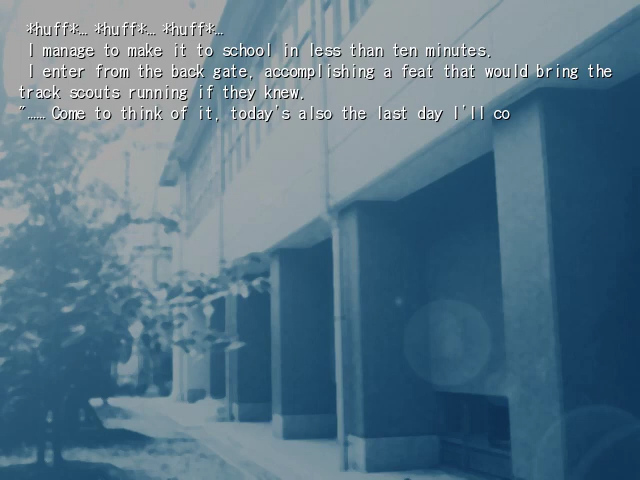 *huff*… *huff*… *huff*…
I manage to make it to school in less than ten minutes.
I enter from the back gate, accomplishing a feat that would bring the
track scouts running if they knew.
“…… Come to think of it, today's also the last day I'll co